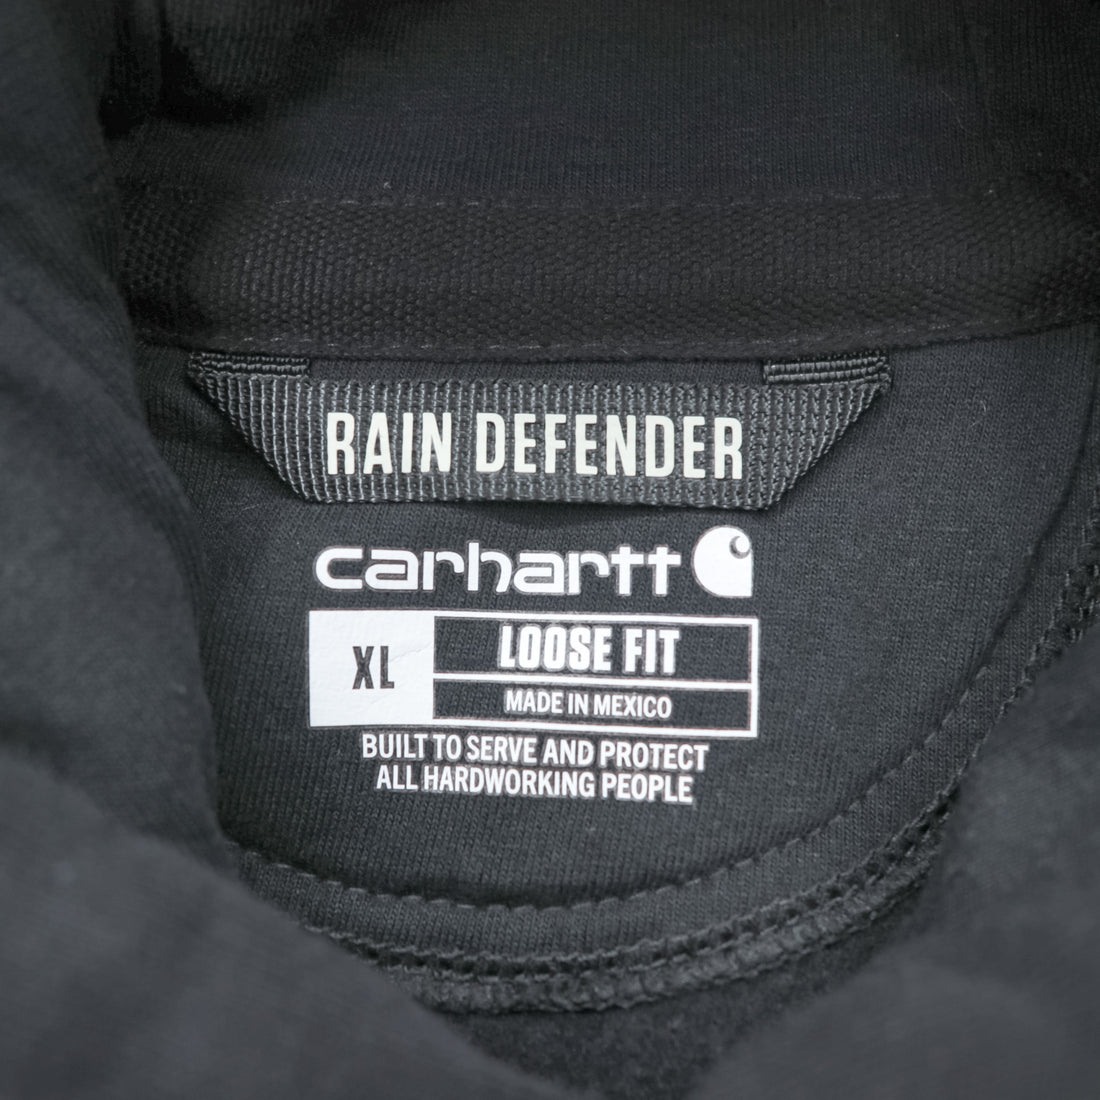 RAIN DEFENDER
carhartt
XL
LOOSE FIT
MADE IN MEXICO
BUILT TO SERVE AND PROTECT
ALL HARDWORKING PEOPLE